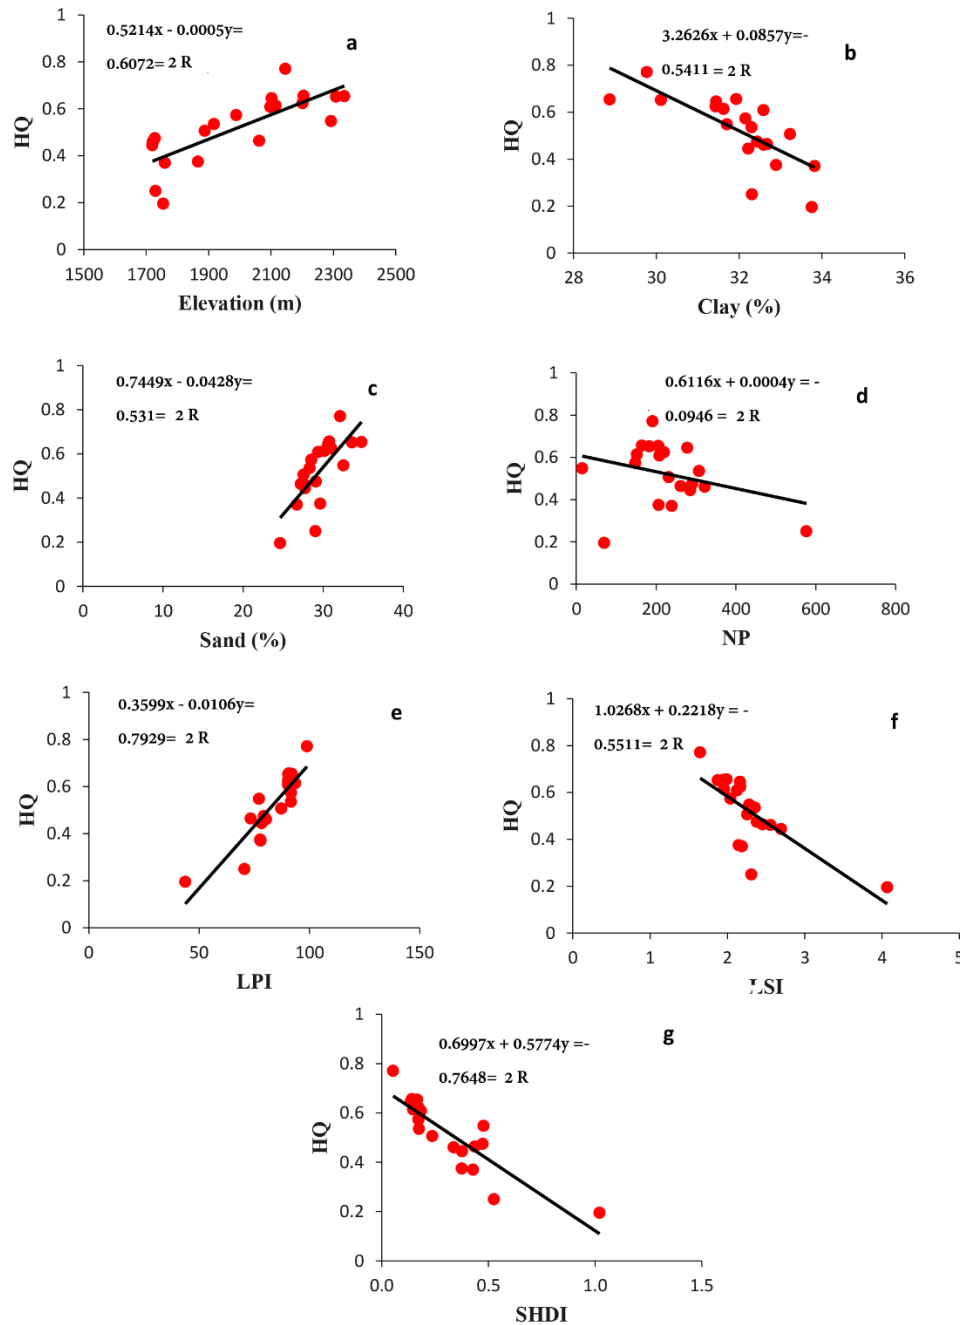 0.5214x - 0.0005y=
0.6072= 2 R
a
1
0.8
0.6
0.4
0.2
0
HQ
1500 1700 1900 2100 2300 2500
Elevation (m)
3.2626x + 0.0857y=-
0.5411 = 2 R
b
1
0.8
0.6
0.4
0.2
0
HQ
28 30 32 34 36
Clay (%)
0.7449x - 0.0428y=
0.531= 2 R
c
1
0.8
0.6
0.4
0.2
0
HQ
0 10 20 30 40
Sand (%)
0.6116x + 0.0004y = -
0.0946 = 2 R
d
1
0.8
0.6
0.4
0.2
0
HQ
0 200 400 600 800
NP
0.3599x - 0.0106y=
0.7929= 2 R
e
1
0.8
0.6
0.4
0.2
0
HQ
0 50 100 150
LPI
1.0268x + 0.2218y = -
0.5511= 2 R
f
1
0.8
0.6
0.4
0.2
0
HQ
0 1 2 3 4 5
LSI
0.6997x + 0.5774y =-
0.7648= 2 R
g
1
0.8
0.6
0.4
0.2
0
HQ
0.0 0.5 1.0 1.5
SHDI